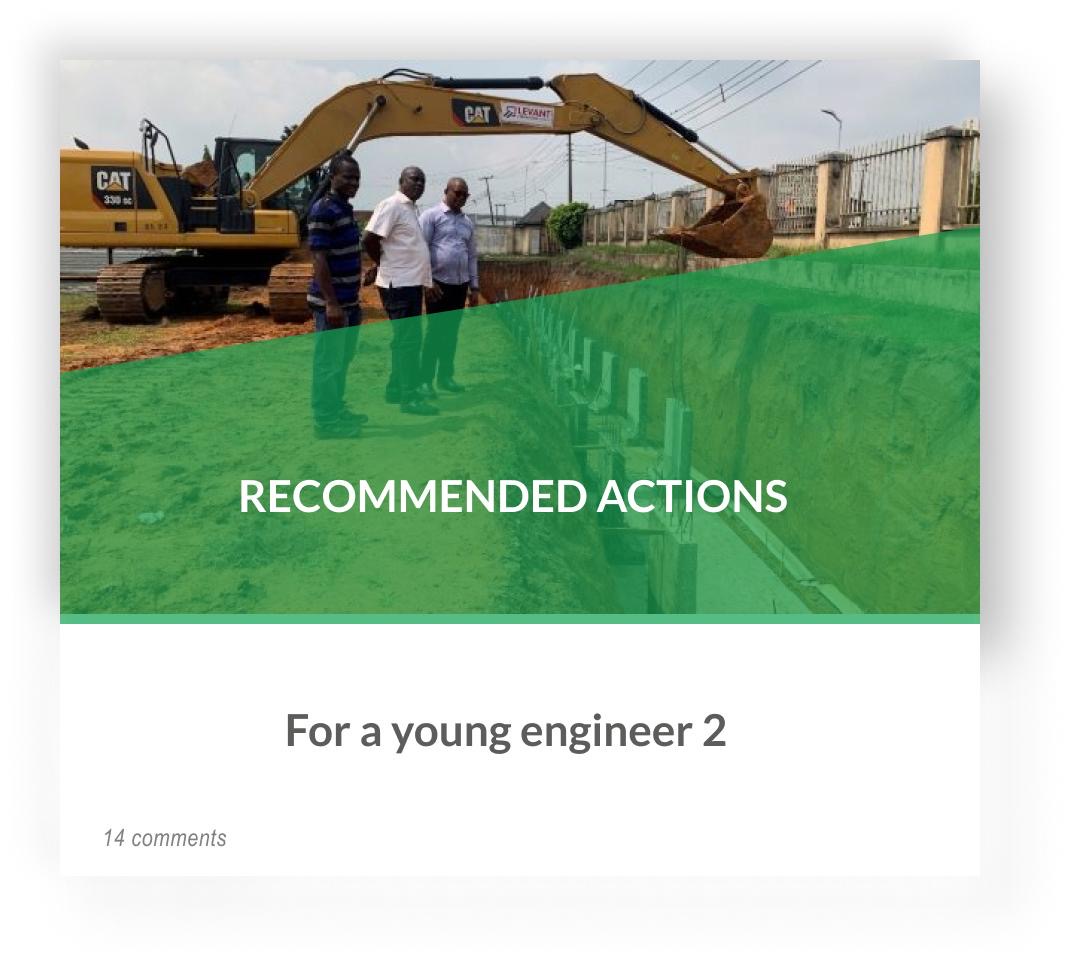 CAT
LEVANT
CAT
330 GC
RECOMMENDED ACTIONS
For a young engineer 2
14 comments